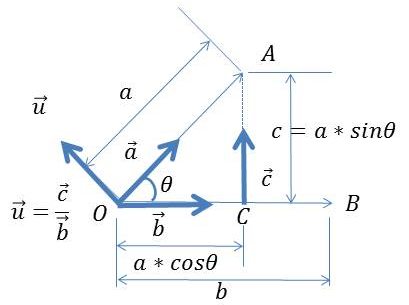 A
a
u⃗
a⃗
c = a * sinθ
θ
c⃗
u⃗ = c⃗ / b⃗
O
b⃗
C
B
a * cosθ
b